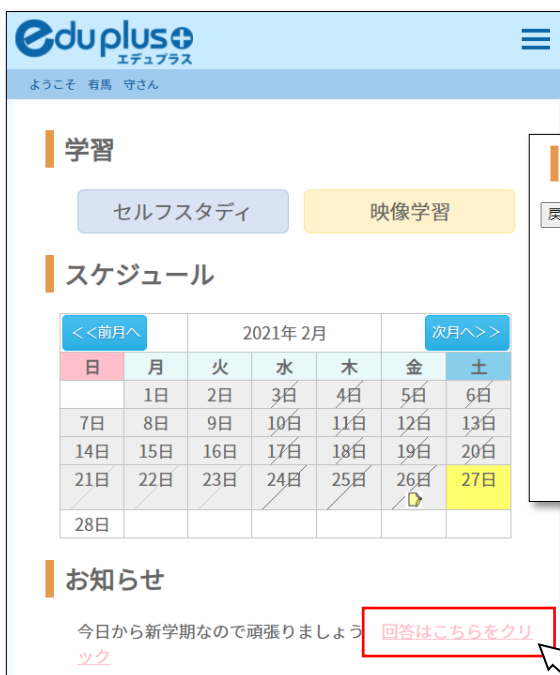 eduplus+
エデュプラス
ようこそ 有馬 守さん
学習
セルフスタディ 映像学習
スケジュール
<<前月へ 2021年 2月 次月へ>>
日 月 火 水 木 金 土
1日 2日 3日 4日 5日 6日
7日 8日 9日 10日 11日 12日 13日
14日 15日 16日 17日 18日 19日 20日
21日 22日 23日 24日 25日 26日 27日
28日
お知らせ
今日から新学期なので頑張りましょう 回答はこちらをクリ
ック